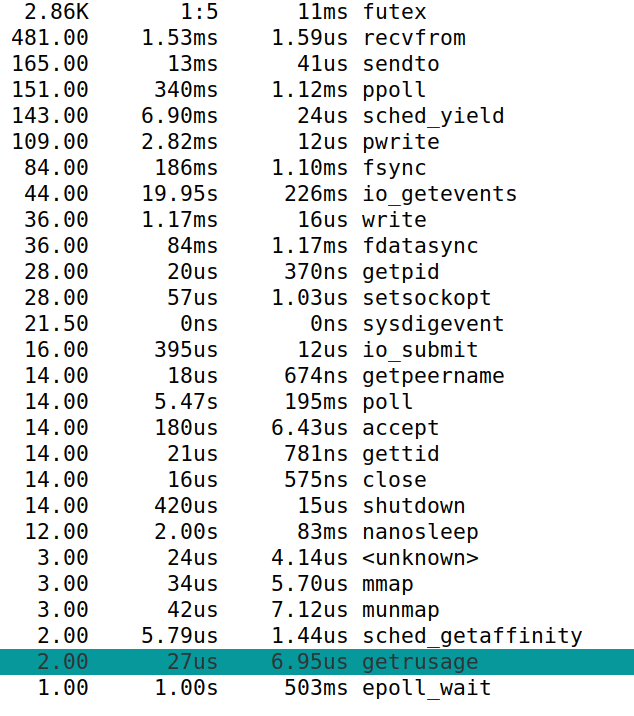 2.86K 1:5 11ms futex
481.00 1.53ms 1.59us recvfrom
165.00 13ms 41us sendto
151.00 340ms 1.12ms ppoll
143.00 6.90ms 24us sched_yield
109.00 2.82ms 12us pwrite
84.00 186ms 1.10ms fsync
44.00 19.95s 226ms io_getevents
36.00 1.17ms 16us write
36.00 84ms 1.17ms fdatasync
28.00 20us 370ns getpid
28.00 57us 1.03us setsockopt
21.50 0ns 0ns sysdigevent
16.00 395us 12us io_submit
14.00 18us 674ns getpeername
14.00 5.47s 195ms poll
14.00 180us 6.43us accept
14.00 21us 781ns gettid
14.00 16us 575ns close
14.00 420us 15us shutdown
12.00 2.00s 83ms nanosleep
3.00 24us 4.14us <unknown>
3.00 34us 5.70us mmap
3.00 42us 7.12us munmap
2.00 5.79us 1.44us sched_getaffinity
2.00 27us 6.95us getrusage
1.00 1.00s 503ms epoll_wait